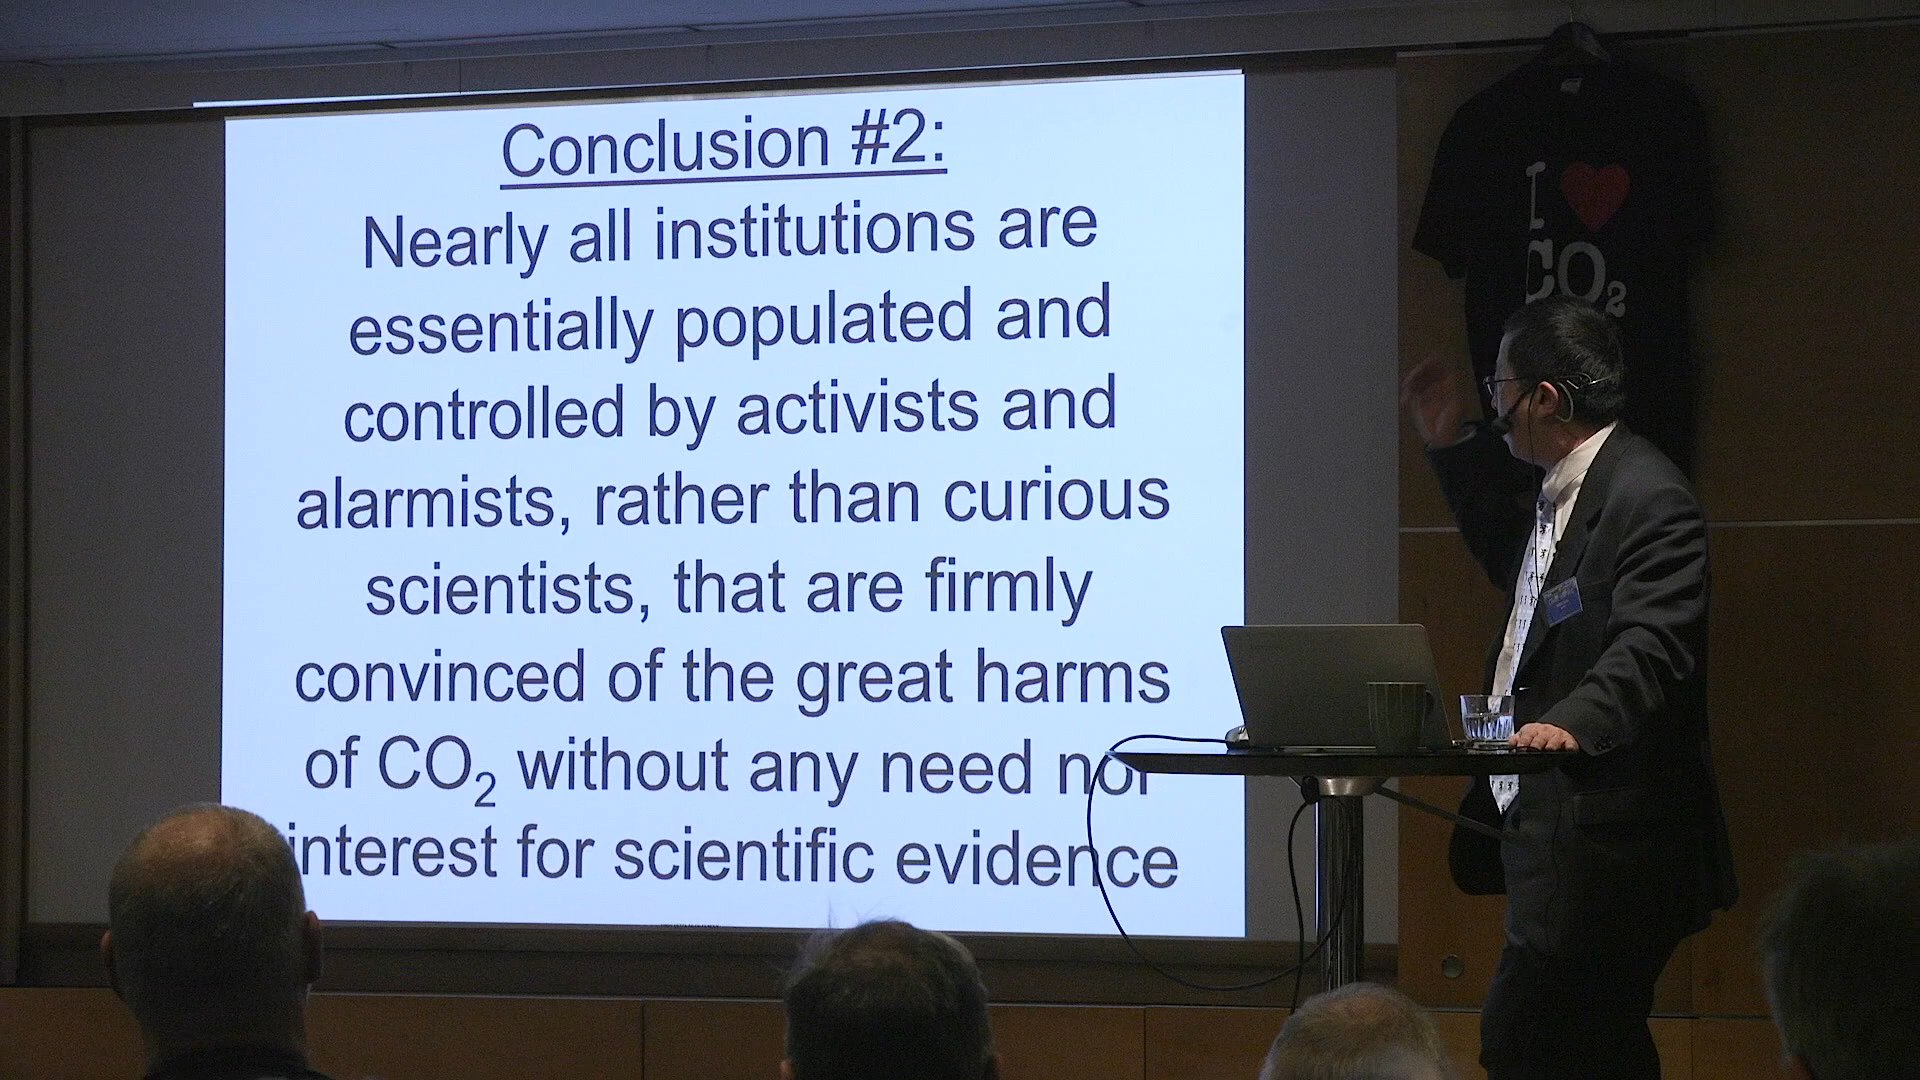 Conclusion #2:
Nearly all institutions are
essentially populated and
controlled by activists and
alarmists, rather than curious
scientists, that are firmly
convinced of the great harms
of CO₂ without any need nor
interest for scientific evidence
I ❤
CO₂